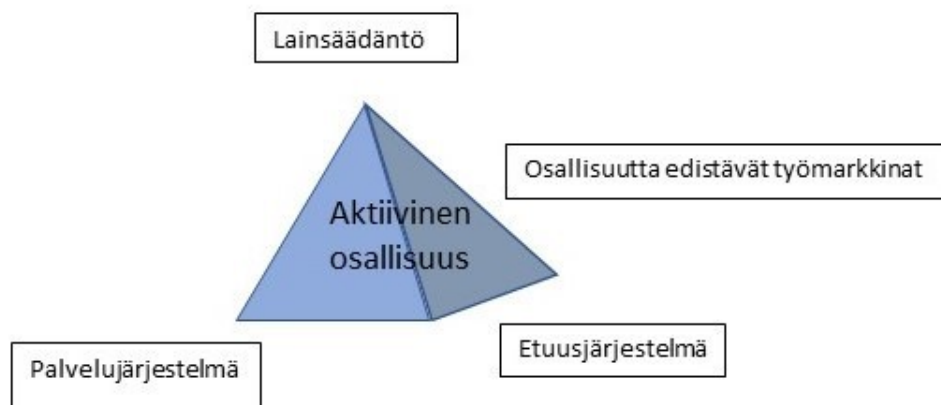 Lainsäädäntö
Osallisuutta edistävät työmarkkinat
Aktiivinen
osallisuus
Etuusjärjestelmä
Palvelujärjestelmä